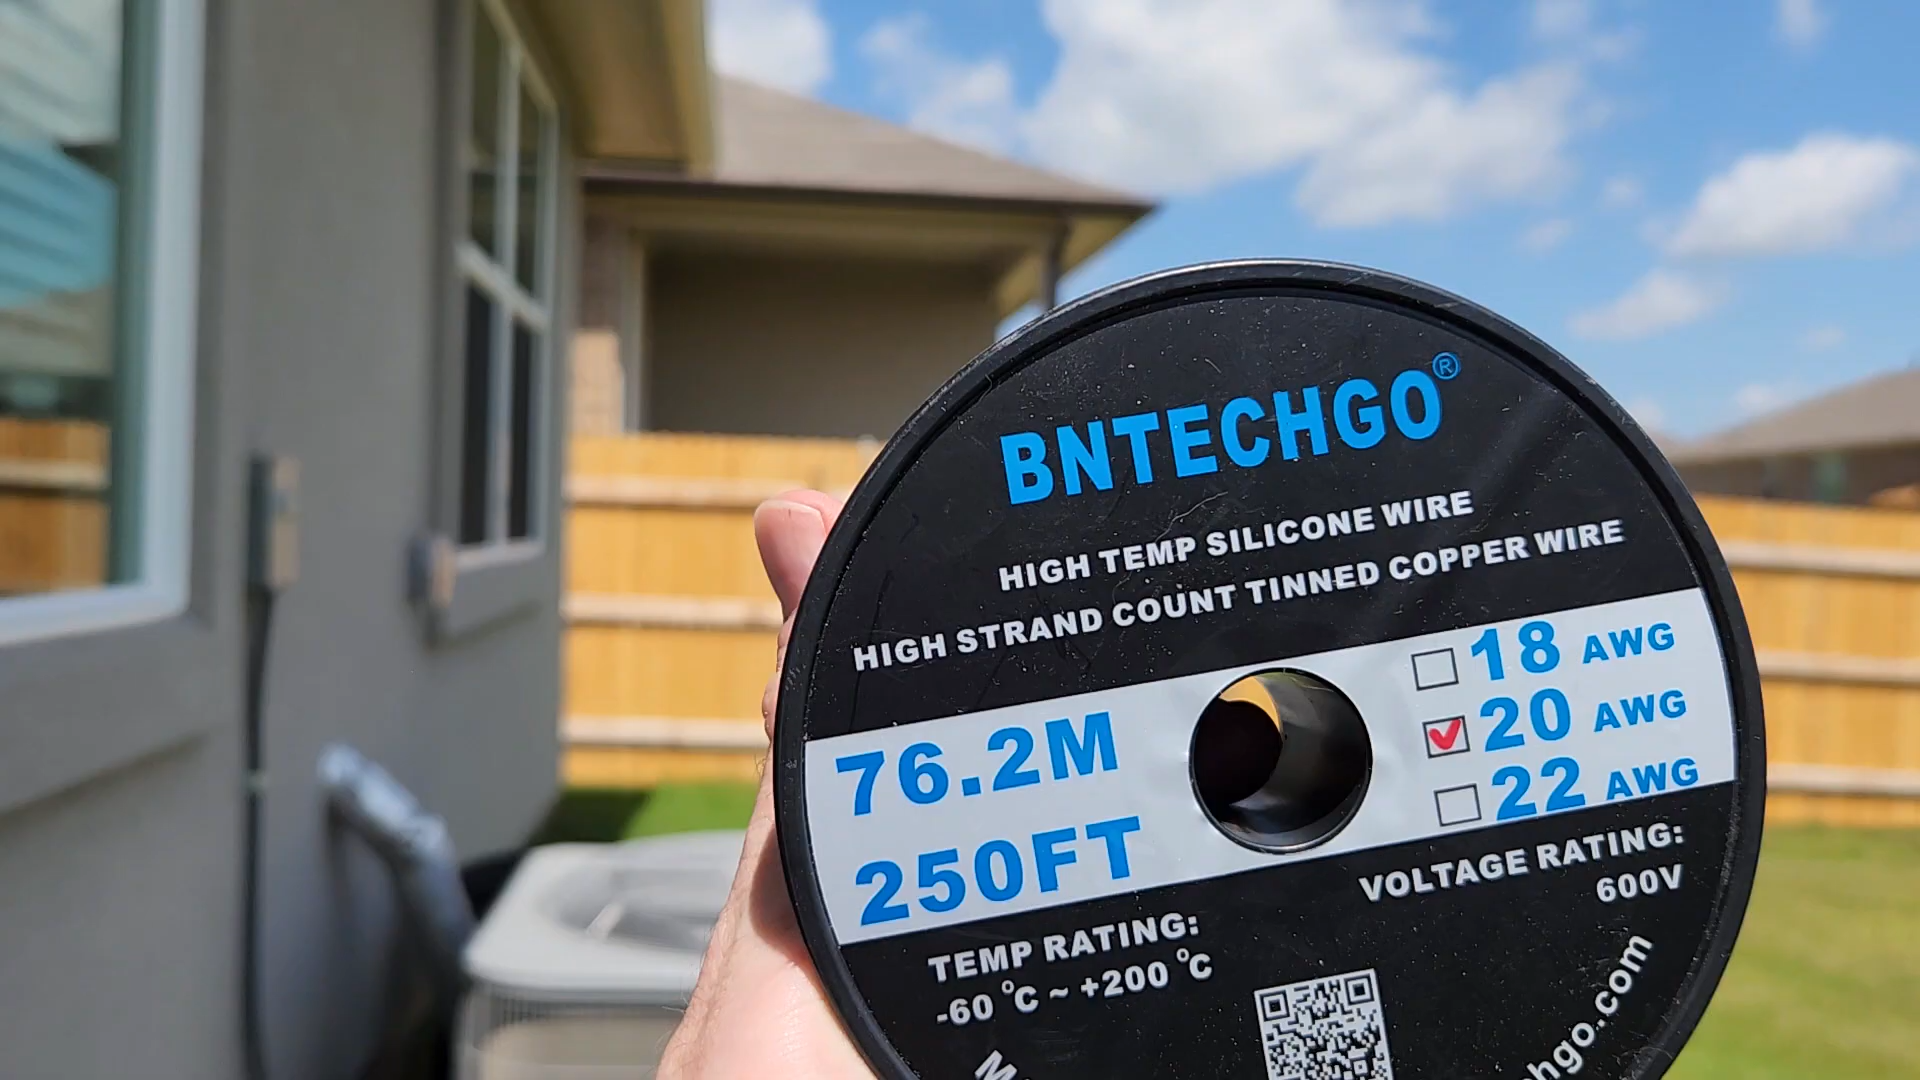 BNTECHGO®
HIGH TEMP SILICONE WIRE
HIGH STRAND COUNT TINNED COPPER WIRE
76.2M
250FT
18 AWG
20 AWG
22 AWG
TEMP RATING:
-60 °C ~ +200 °C
VOLTAGE RATING:
600V